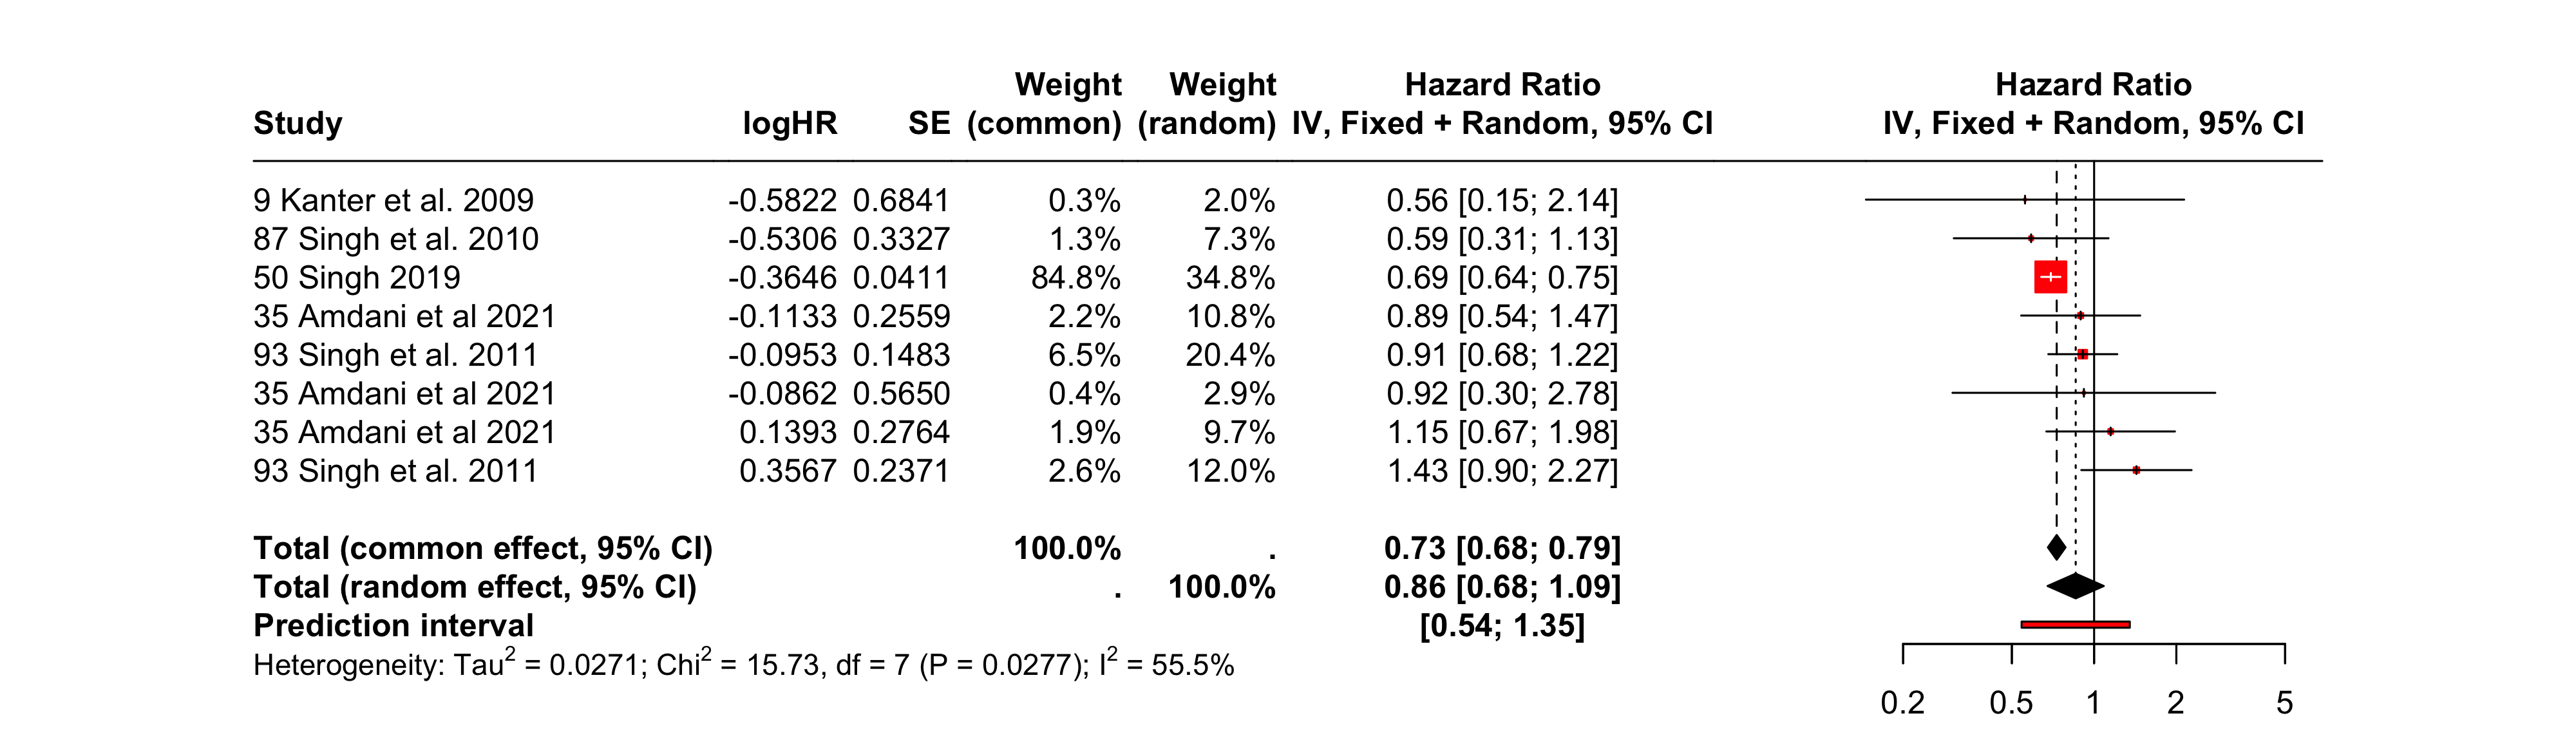 Weight Weight Hazard Ratio Hazard Ratio
Study logHR SE (common) (random) IV, Fixed + Random, 95% CI IV, Fixed + Random, 95% CI
9 Kanter et al. 2009 -0.5822 0.6841 0.3% 2.0% 0.56 [0.15; 2.14]
87 Singh et al. 2010 -0.5306 0.3327 1.3% 7.3% 0.59 [0.31; 1.13]
50 Singh 2019 -0.3646 0.0411 84.8% 34.8% 0.69 [0.64; 0.75]
35 Amdani et al 2021 -0.1133 0.2559 2.2% 10.8% 0.89 [0.54; 1.47]
93 Singh et al. 2011 -0.0953 0.1483 6.5% 20.4% 0.91 [0.68; 1.22]
35 Amdani et al 2021 -0.0862 0.5650 0.4% 2.9% 0.92 [0.30; 2.78]
35 Amdani et al 2021 0.1393 0.2764 1.9% 9.7% 1.15 [0.67; 1.98]
93 Singh et al. 2011 0.3567 0.2371 2.6% 12.0% 1.43 [0.90; 2.27]
Total (common effect, 95% CI) 100.0% . 0.73 [0.68; 0.79]
Total (random effect, 95% CI) . 100.0% 0.86 [0.68; 1.09]
Prediction interval [0.54; 1.35]
Heterogeneity: Tau² = 0.0271; Chi² = 15.73, df = 7 (P = 0.0277); I² = 55.5%
0.2 0.5 1 2 5